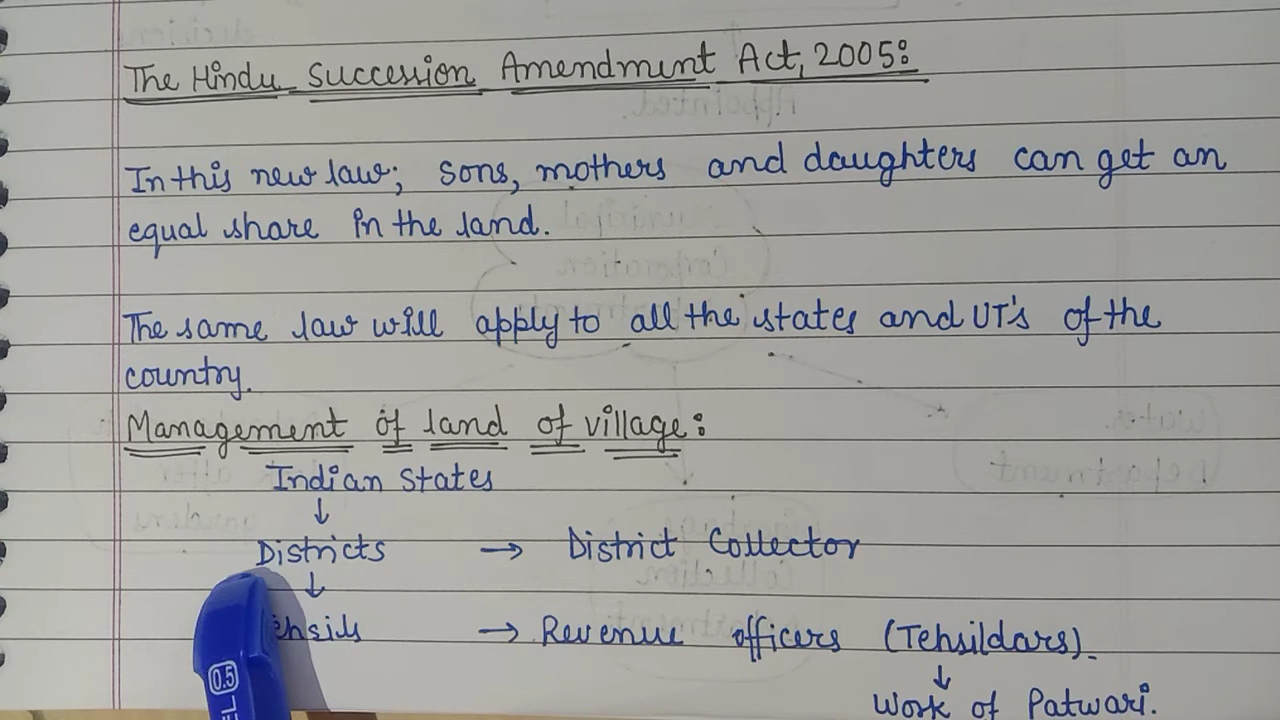 The Hindu Succession Amendment Act, 2005:
In this new law; sons, mothers and daughters can get an
equal share in the land.
The same law will apply to all the states and UT's of the
country.
Management of land of village:
Indian States
↓
Districts → District Collector
↓
→ Revenue officers (Tehsildars)
↓
Work of Patwari.
0.5